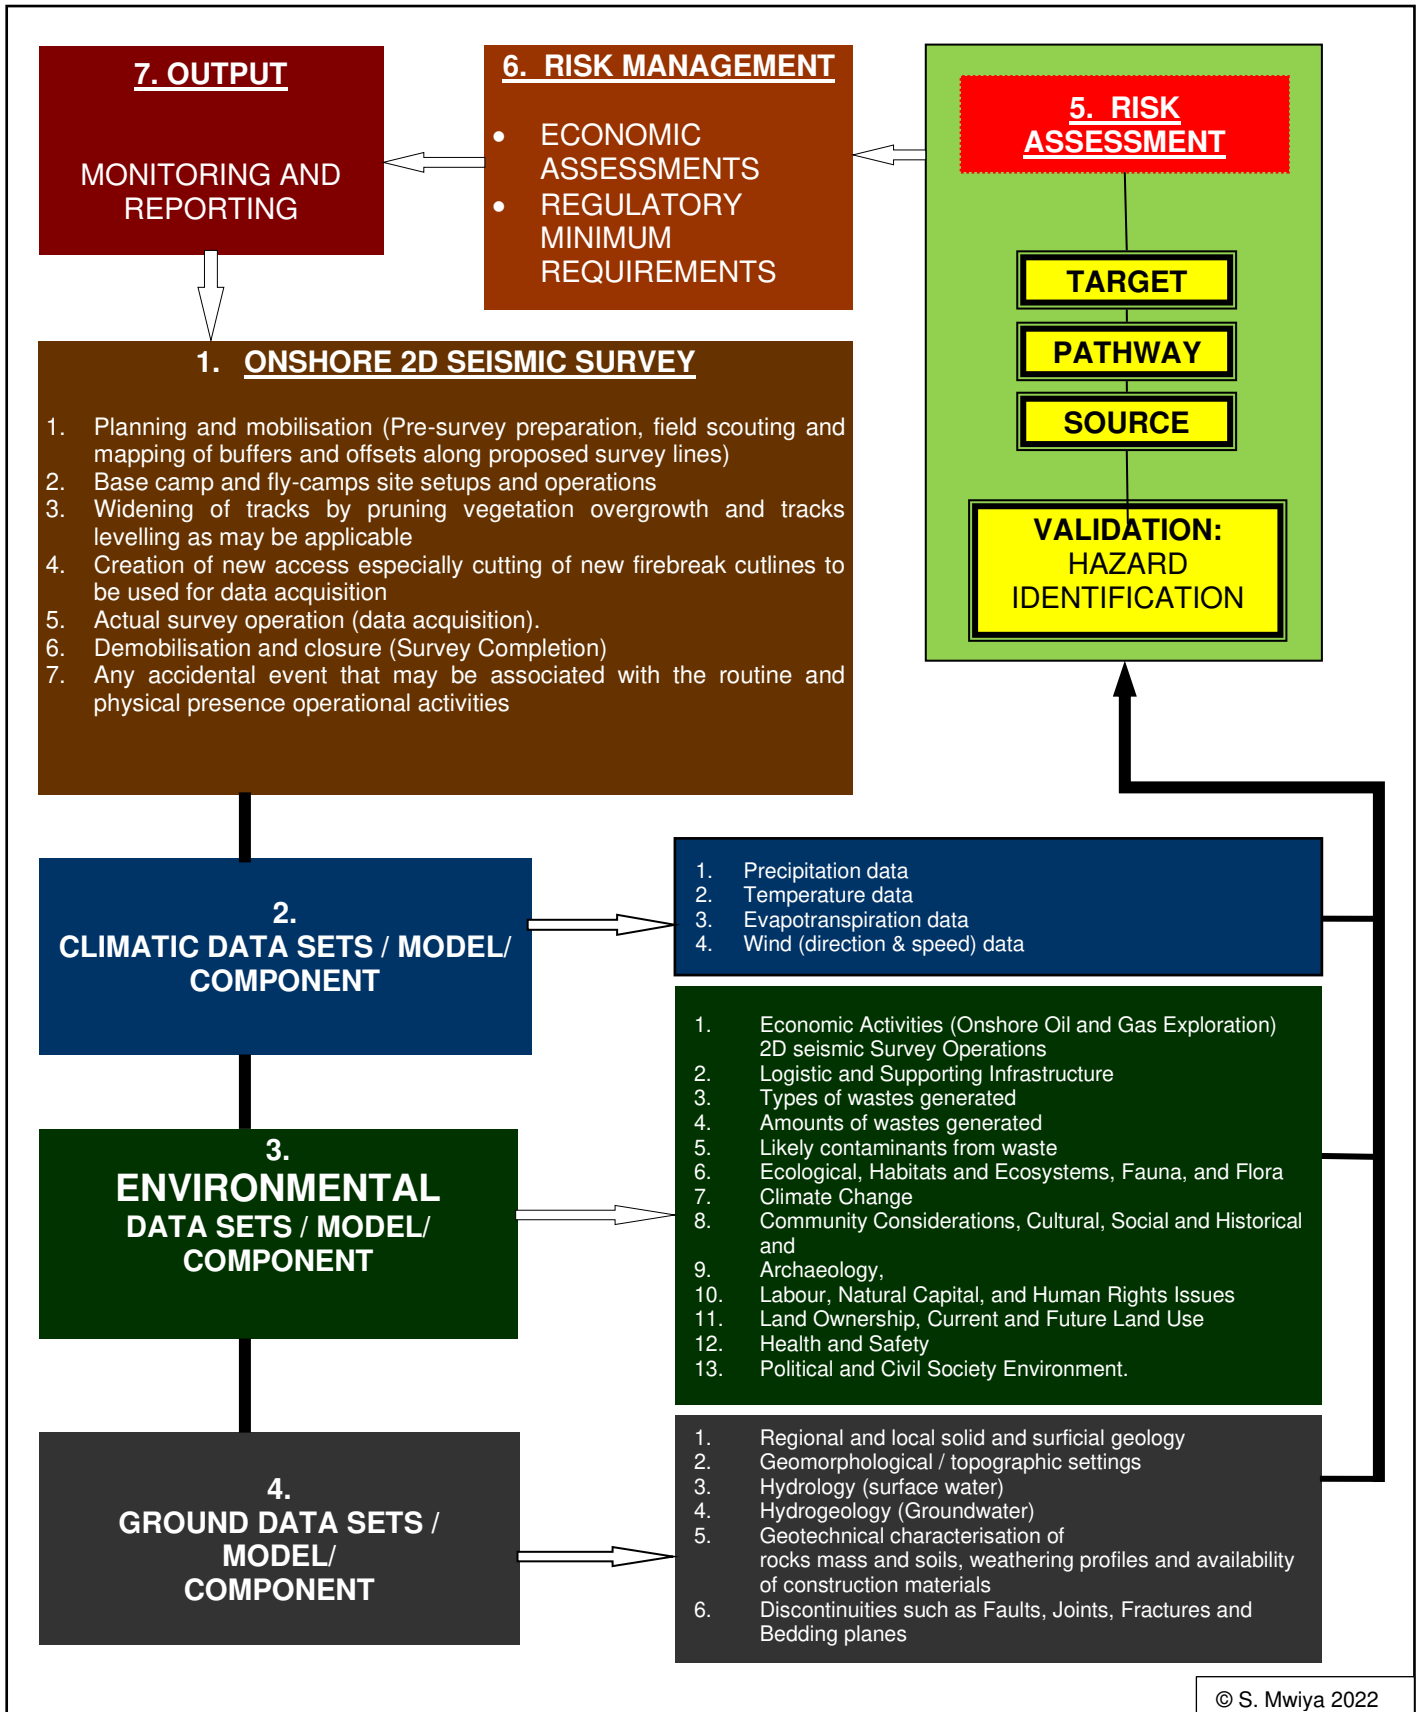 7. OUTPUT
MONITORING AND
REPORTING
6. RISK MANAGEMENT
• ECONOMIC
ASSESSMENTS
• REGULATORY
MINIMUM
REQUIREMENTS
5. RISK
ASSESSMENT
TARGET
PATHWAY
SOURCE
VALIDATION:
HAZARD
IDENTIFICATION
1. ONSHORE 2D SEISMIC SURVEY
1. Planning and mobilisation (Pre-survey preparation, field scouting and
mapping of buffers and offsets along proposed survey lines)
2. Base camp and fly-camps site setups and operations
3. Widening of tracks by pruning vegetation overgrowth and tracks
levelling as may be applicable
4. Creation of new access especially cutting of new firebreak cutlines to
be used for data acquisition
5. Actual survey operation (data acquisition).
6. Demobilisation and closure (Survey Completion)
7. Any accidental event that may be associated with the routine and
physical presence operational activities
2.
CLIMATIC DATA SETS / MODEL/
COMPONENT
1. Precipitation data
2. Temperature data
3. Evapotranspiration data
4. Wind (direction & speed) data
3.
ENVIRONMENTAL
DATA SETS / MODEL/
COMPONENT
1. Economic Activities (Onshore Oil and Gas Exploration)
2D seismic Survey Operations
2. Logistic and Supporting Infrastructure
3. Types of wastes generated
4. Amounts of wastes generated
5. Likely contaminants from waste
6. Ecological, Habitats and Ecosystems, Fauna, and Flora
7. Climate Change
8. Community Considerations, Cultural, Social and Historical
and
9. Archaeology,
10. Labour, Natural Capital, and Human Rights Issues
11. Land Ownership, Current and Future Land Use
12. Health and Safety
13. Political and Civil Society Environment.
4.
GROUND DATA SETS /
MODEL/
COMPONENT
1. Regional and local solid and surficial geology
2. Geomorphological / topographic settings
3. Hydrology (surface water)
4. Hydrogeology (Groundwater)
5. Geotechnical characterisation of
rocks mass and soils, weathering profiles and availability
of construction materials
6. Discontinuities such as Faults, Joints, Fractures and
Bedding planes
© S. Mwiya 2022